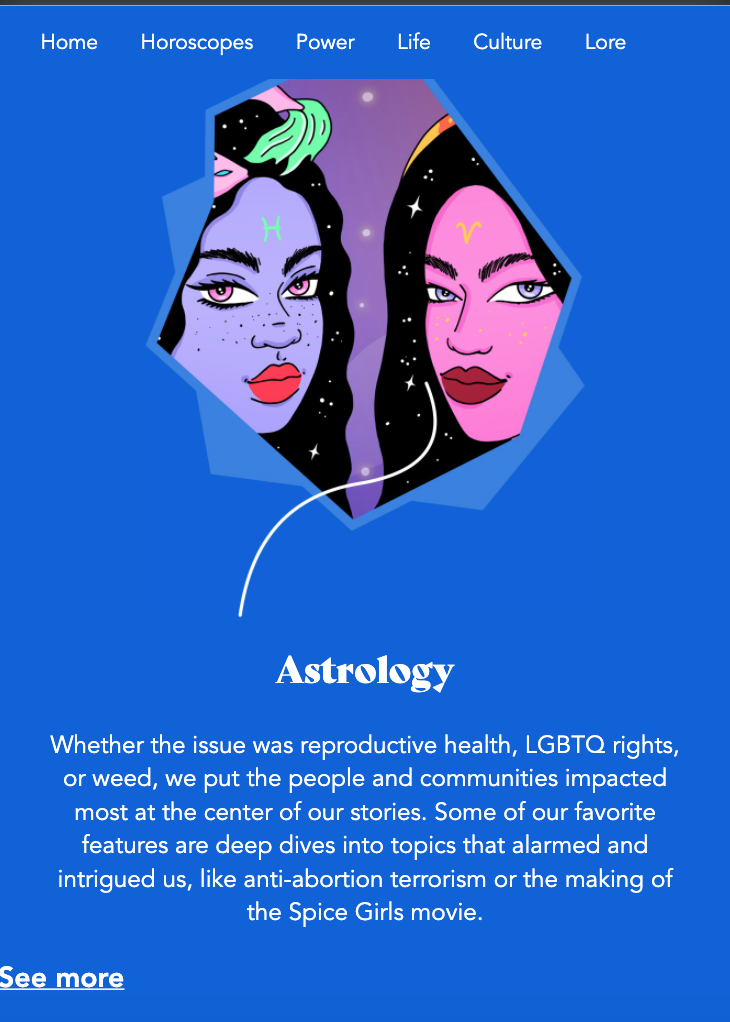 Home Horoscopes Power Life Culture Lore
♓ ♈
Astrology
Whether the issue was reproductive health, LGBTQ rights,
or weed, we put the people and communities impacted
most at the center of our stories. Some of our favorite
features are deep dives into topics that alarmed and
intrigued us, like anti-abortion terrorism or the making of
the Spice Girls movie.
See more